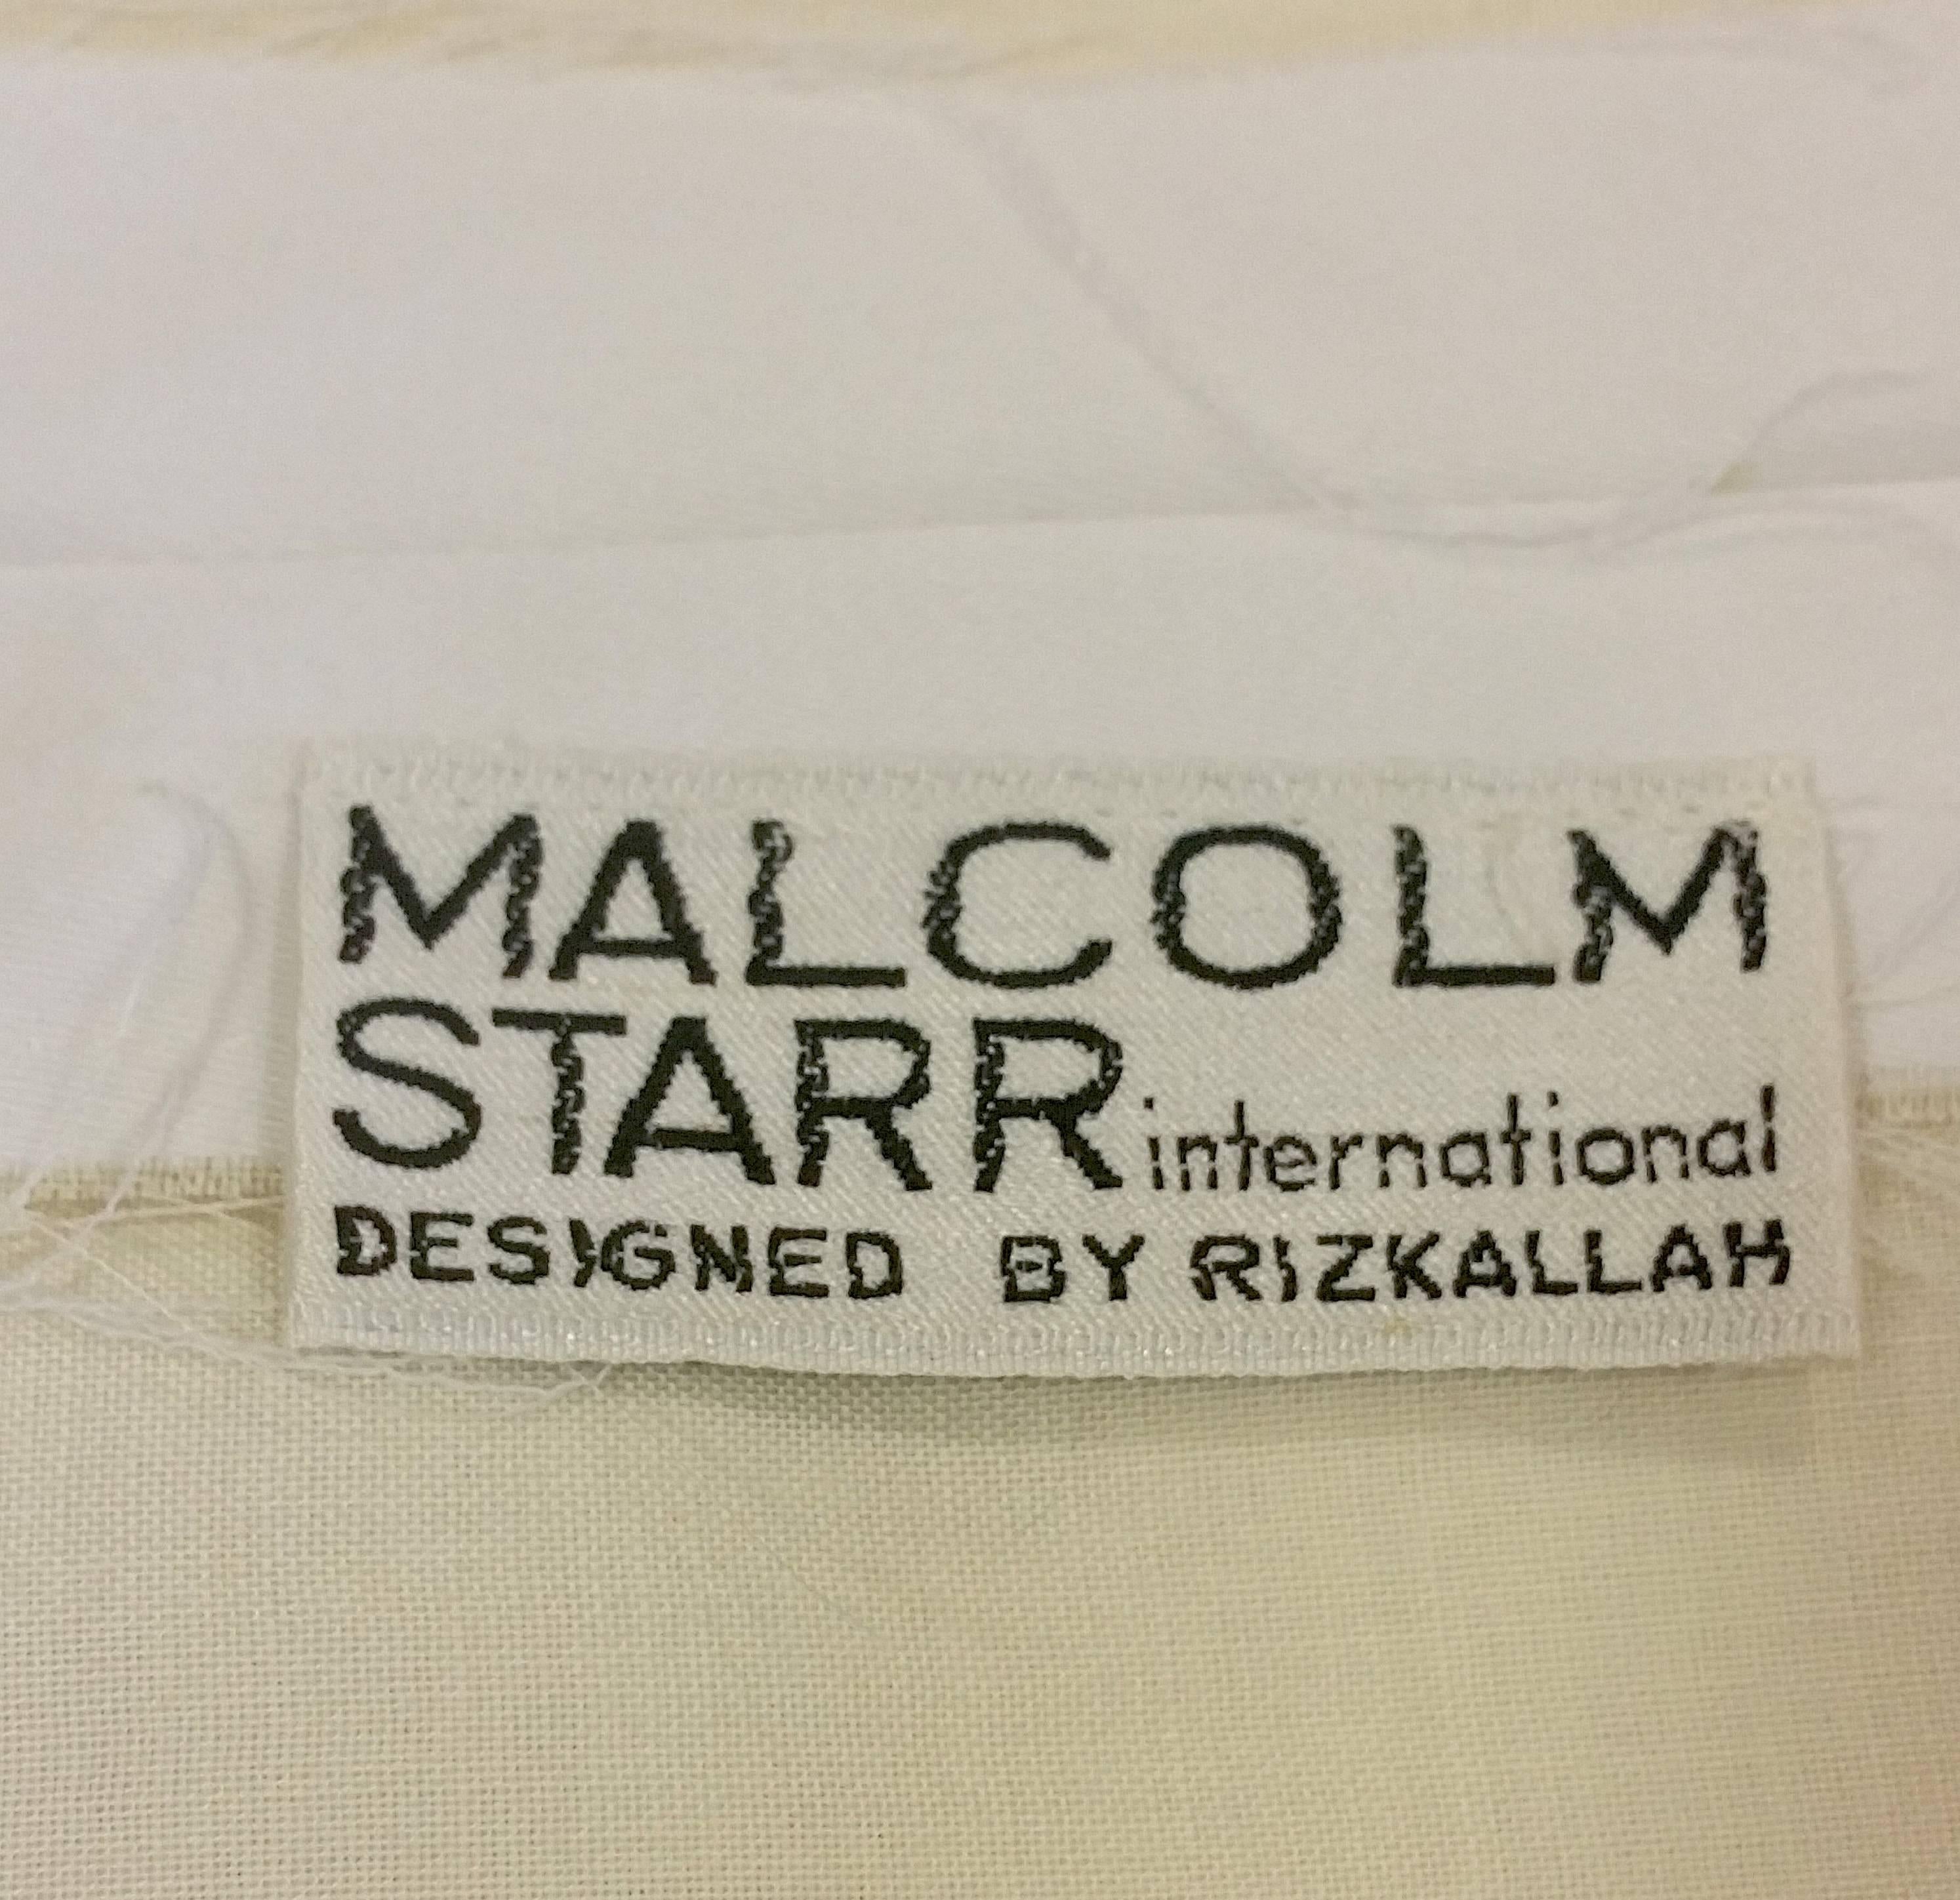 MALCOLM
STARR international
DESIGNED BY RIZKALLAH